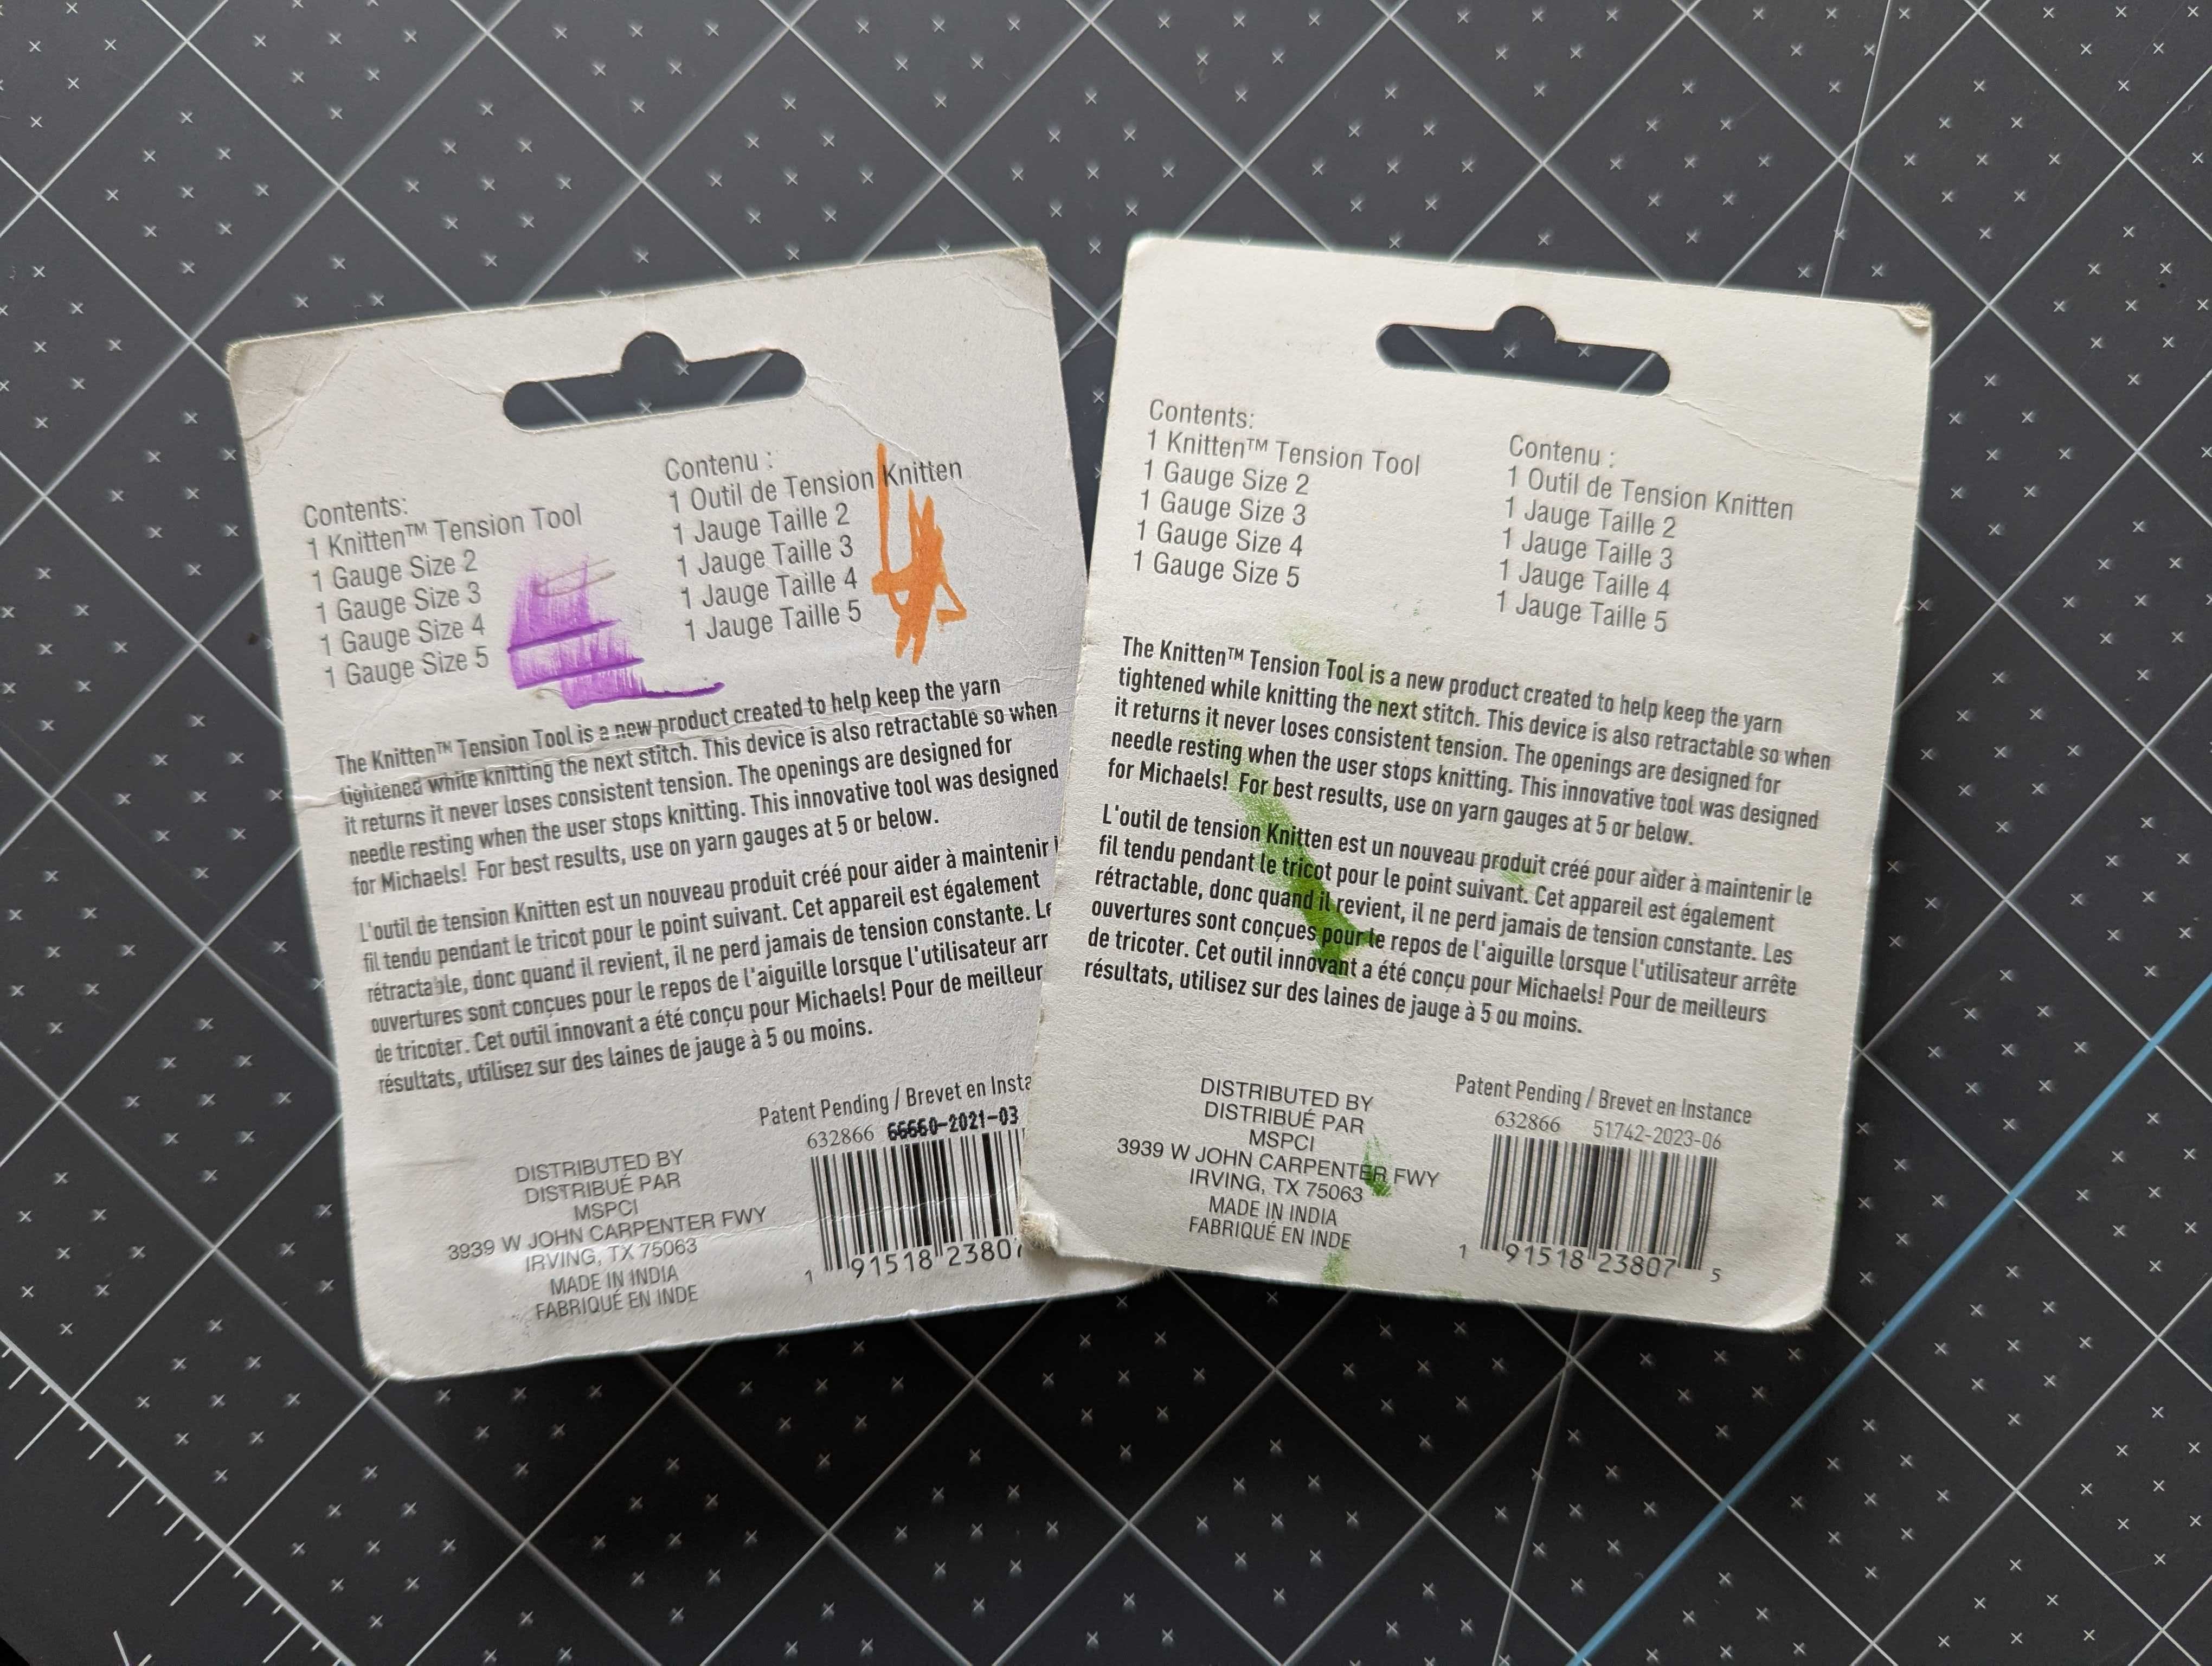 Contents:
1 Knitten™ Tension Tool
1 Gauge Size 2
1 Gauge Size 3
1 Gauge Size 4
1 Gauge Size 5
Contenu :
1 Outil de Tension Knitten
1 Jauge Taille 2
1 Jauge Taille 3
1 Jauge Taille 4
1 Jauge Taille 5
The Knitten™ Tension Tool is a new product created to help keep the yarn
tightened while knitting the next stitch. This device is also retractable so when
it returns it never loses consistent tension. The openings are designed for
needle resting when the user stops knitting. This innovative tool was designed
for Michaels! For best results, use on yarn gauges at 5 or below.
L'outil de tension Knitten est un nouveau produit créé pour aider à maintenir
fil tendu pendant le tricot pour le point suivant. Cet appareil est également
rétractable, donc quand il revient, il ne perd jamais de tension constante.
ouvertures sont conçues pour le repos de l'aiguille lorsque l'utilisateur
de tricoter. Cet outil innovant a été conçu pour Michaels! Pour de meilleur
résultats, utilisez sur des laines de jauge à 5 ou moins.
Patent Pending / Brevet en Insta
632866 66660-2021-03
DISTRIBUTED BY
DISTRIBUÉ PAR
MSPCI
3939 W JOHN CARPENTER FWY
IRVING, TX 75063
MADE IN INDIA
FABRIQUÉ EN INDE
1 91518 23807
Contents:
1 Knitten™ Tension Tool
1 Gauge Size 2
1 Gauge Size 3
1 Gauge Size 4
1 Gauge Size 5
Contenu :
1 Outil de Tension Knitten
1 Jauge Taille 2
1 Jauge Taille 3
1 Jauge Taille 4
1 Jauge Taille 5
The Knitten™ Tension Tool is a new product created to help keep the yarn
tightened while knitting the next stitch. This device is also retractable so when
it returns it never loses consistent tension. The openings are designed for
needle resting when the user stops knitting. This innovative tool was designed
for Michaels! For best results, use on yarn gauges at 5 or below.
L'outil de tension Knitten est un nouveau produit créé pour aider à maintenir le
fil tendu pendant le tricot pour le point suivant. Cet appareil est également
rétractable, donc quand il revient, il ne perd jamais de tension constante. Les
ouvertures sont conçues pour le repos de l'aiguille lorsque l'utilisateur arrête
de tricoter. Cet outil innovant a été conçu pour Michaels! Pour de meilleurs
résultats, utilisez sur des laines de jauge à 5 ou moins.
Patent Pending / Brevet en Instance
632866 51742-2023-06
DISTRIBUTED BY
DISTRIBUÉ PAR
MSPCI
3939 W JOHN CARPENTER FWY
IRVING, TX 75063
MADE IN INDIA
FABRIQUÉ EN INDE
1 91518 23807 5